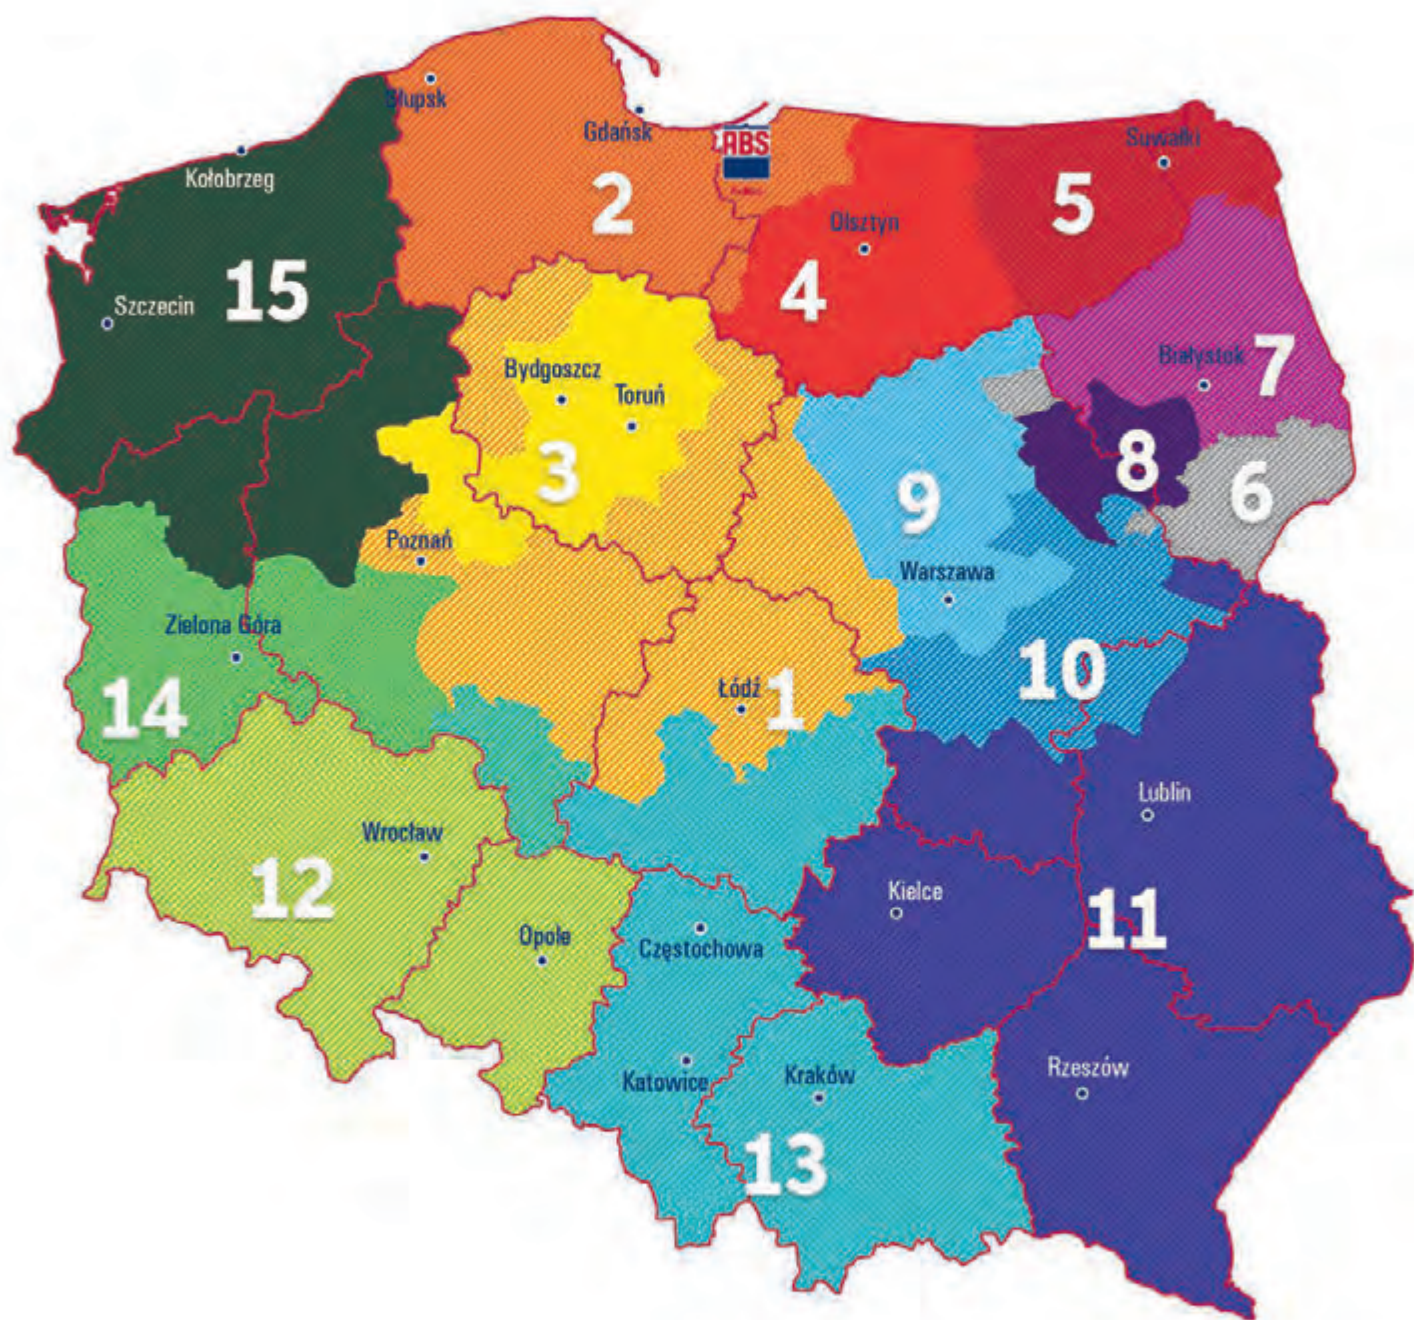 Słupsk
Gdańsk
ABS
Suwałki
Kołobrzeg
2
5
Olsztyn
15
4
Szczecin
Bydgoszcz
Toruń
Białystok
7
3
8
9
6
Poznań
Warszawa
Zielona Góra
10
14
Łódź
1
Lublin
Wrocław
12
Kielce
11
Opole
Częstochowa
Katowice
Kraków
Rzeszów
13